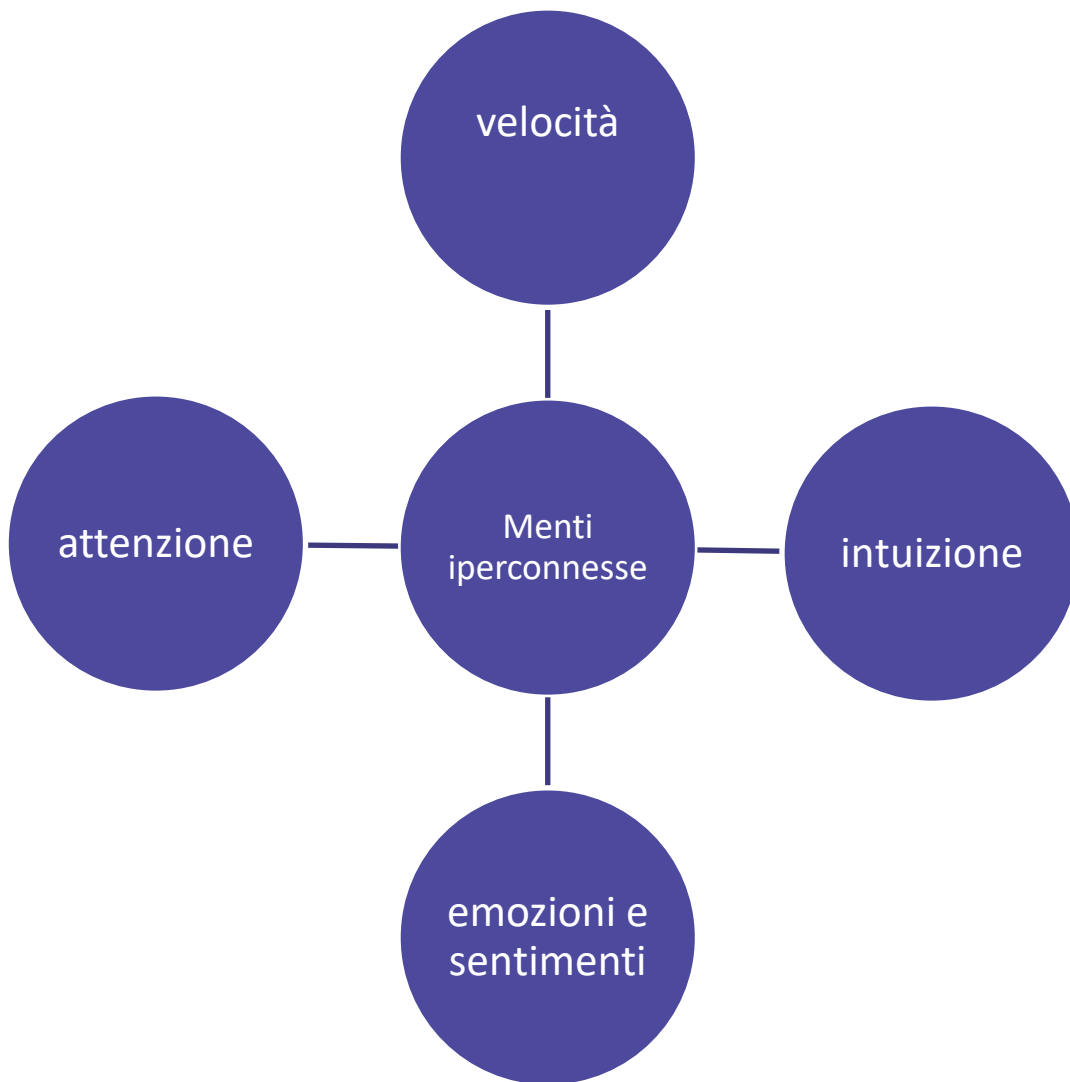 velocità
attenzione
Menti
iperconnesse
intuizione
emozioni e
sentimenti